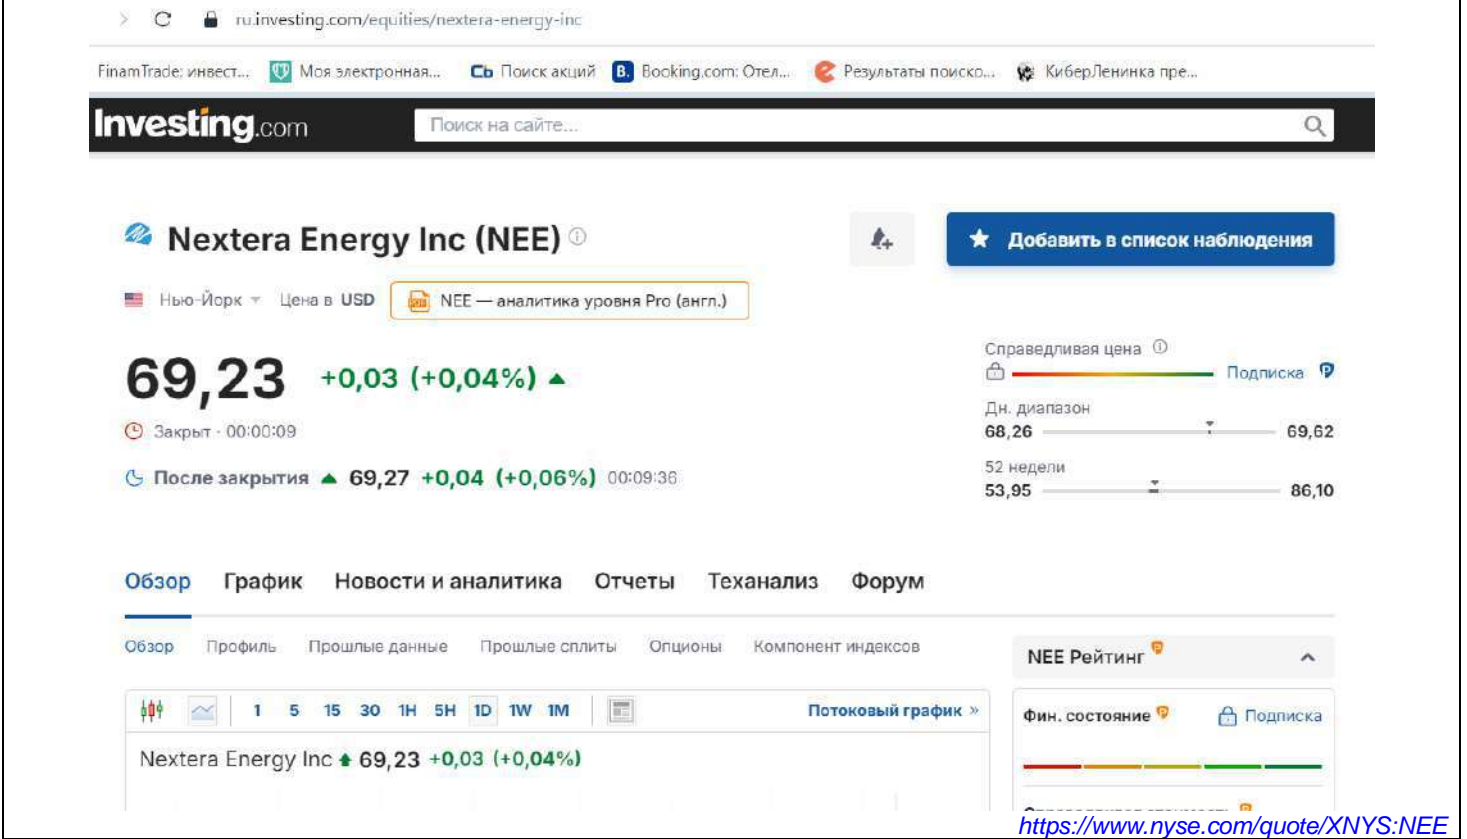 ru.investing.com/equities/nextera-energy-inc
FinamTrade: инвест... Моя электронная... Cb Поиск акций B. Booking.com: Отел... Результаты поиско... КиберЛенинка пре...
Investing.com Поиск на сайте...
Nextera Energy Inc (NEE)
Добавить в список наблюдения
Нью-Йорк Цена в USD NEE — аналитика уровня Pro (англ.)
69,23 +0,03 (+0,04%)
Закрыт · 00:00:09
После закрытия 69,27 +0,04 (+0,06%) 00:09:36
Справедливая цена
Подписка
Дн. диапазон
68,26 69,62
52 недели
53,95 86,10
Обзор График Новости и аналитика Отчеты Теханализ Форум
Обзор Профиль Прошлые данные Прошлые сплиты Опционы Компонент индексов
1 5 15 30 1H 5H 1D 1W 1M Потоковый график »
Nextera Energy Inc 69,23 +0,03 (+0,04%)
NEE Рейтинг
Фин. состояние Подписка
https://www.nyse.com/quote/XNYS:NEE